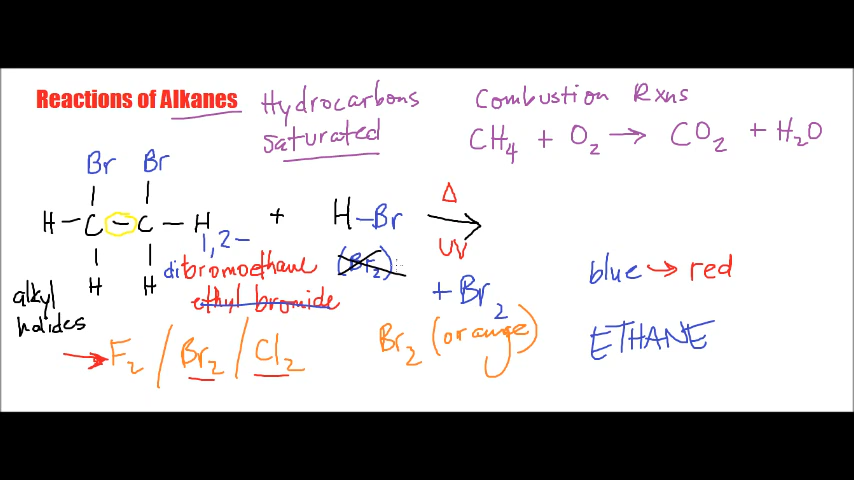 Reactions of Alkanes
Hydrocarbons
saturated
Combustion Rxns
CH4 + O2 → CO2 + H2O
Br Br
H - C - C - H + H - Br → Δ
UV
H H
1,2-
dibromoethane
(Br2)
ethyl bromide
+ Br2
blue → red
alkyl
halides
→ F2 / Br2 / Cl2
Br2 (orange)
ETHANE